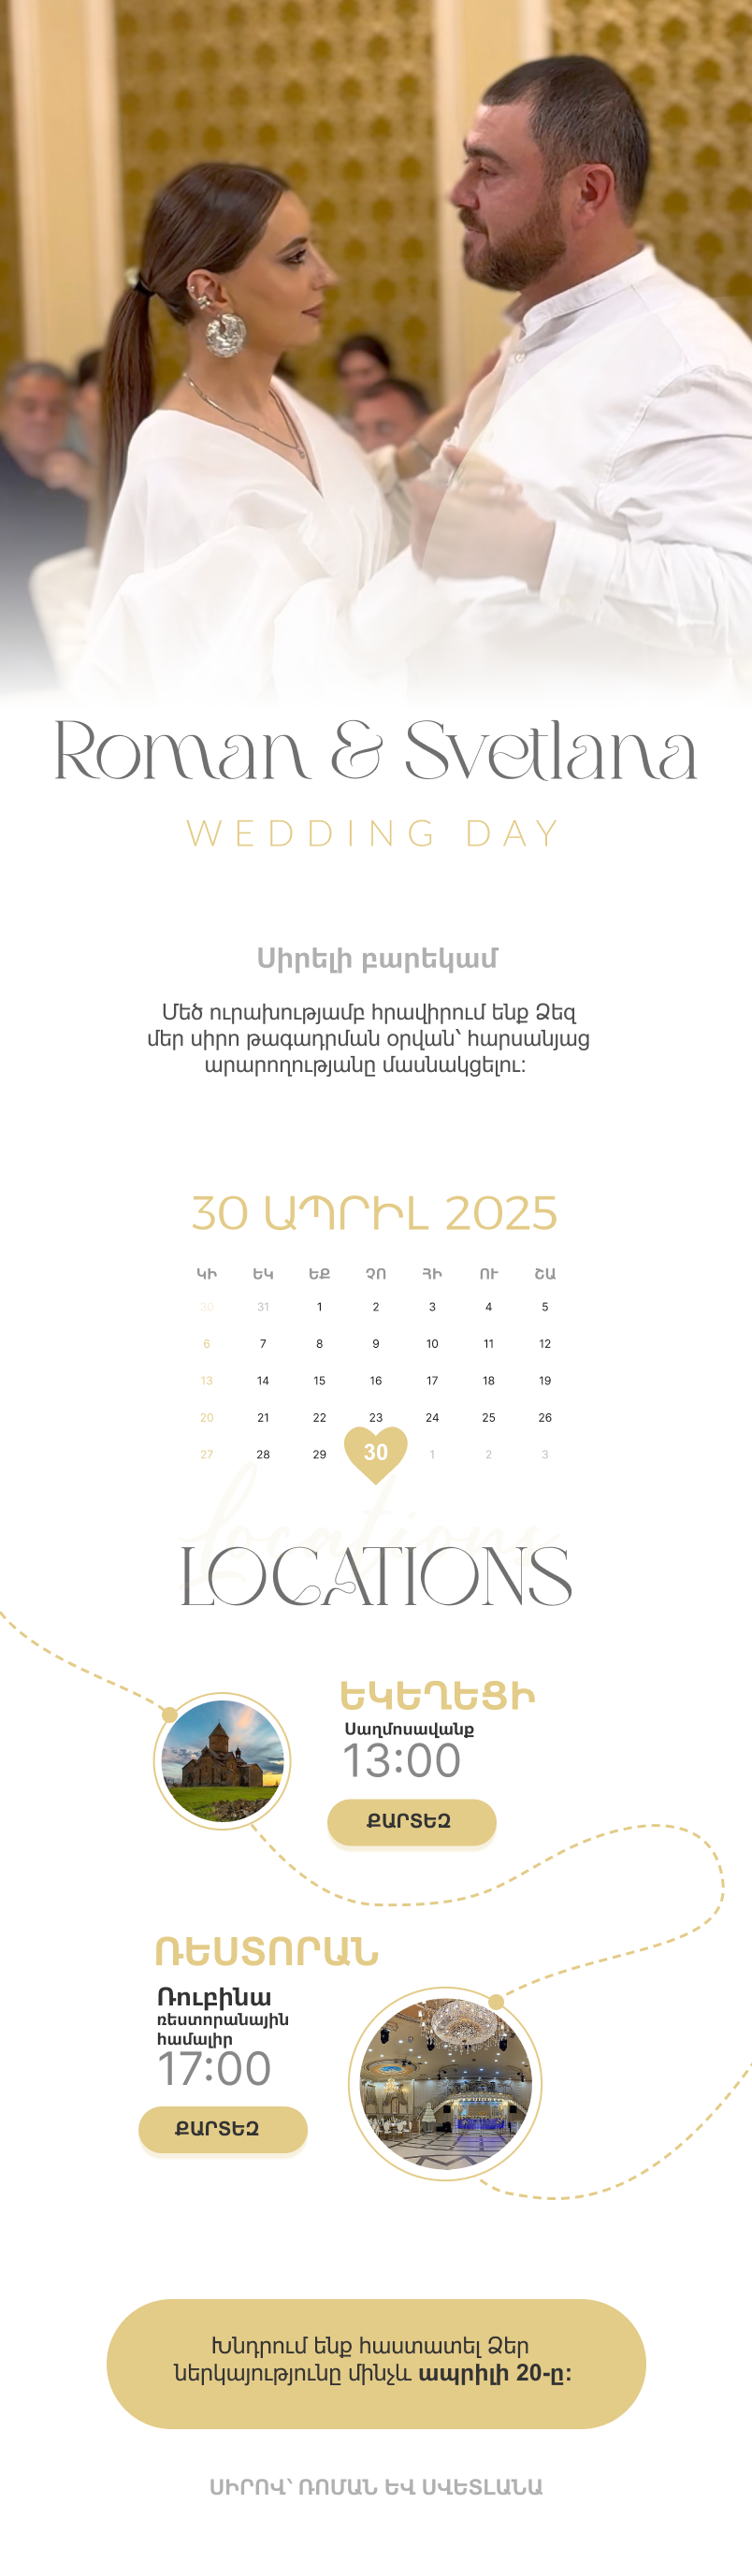 Roman & Svetlana
WEDDING DAY
Սիրելի բարեկամ
Մեծ ուրախությամբ հրավիրում ենք Ձեզ
մեր սիրո թագադրման օրվան՝ հարսանյաց
արարողությանը մասնակցելու:
30 ԱՊՐԻԼ 2025
ԿԻ ԵԿ ԵՔ ՉՈ ՀԻ ՈՒ ՇԱ
30 31 1 2 3 4 5
6 7 8 9 10 11 12
13 14 15 16 17 18 19
20 21 22 23 24 25 26
27 28 29 30 1 2 3
locations
LOCATIONS
ԵԿԵՂԵՑԻ
Սաղմոսավանք
13:00
ՔԱՐՏԵԶ
ՌԵՍՏՈՐԱՆ
Ռուբինա
ռեստորանային
համալիր
17:00
ՔԱՐՏԵԶ
Խնդրում ենք հաստատել Ձեր
ներկայությունը մինչև ապրիլի 20-ը:
ՍԻՐՈՎ՝ ՌՈՄԱՆ ԵՎ ՍՎԵՏԼԱՆԱ